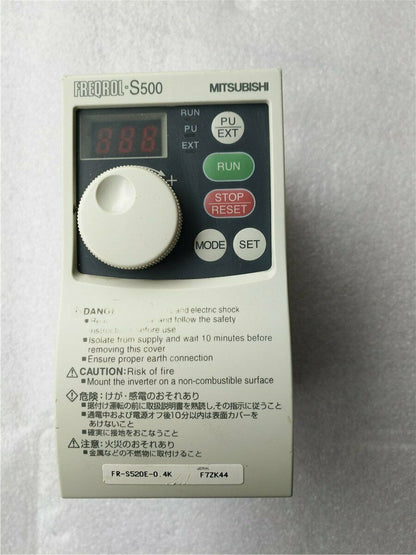 FREQROL-S500 MITSUBISHI
RUN
PU
EXT
PU
EXT
888
RUN
+
STOP
RESET
MODE SET
DANGE and electric shock
and follow the safety
before use
Isolate from supply and wait 10 minutes before
removing this cover
Ensure proper earth connection
CAUTION:Risk of fire
Mount the inverter on a non-combustible surface
危険:けが・感電のおそれあり
据付け運転の前に取扱説明書を熟読し、その指示に従うこと
通電中および電源オフ後10分以内は表面カバーを
あけないこと
確実に接地をおこなうこと
注意:火災のおそれあり
金属などの不燃物に取付けること
FR-S520E-0.4K SERIAL F7ZK44